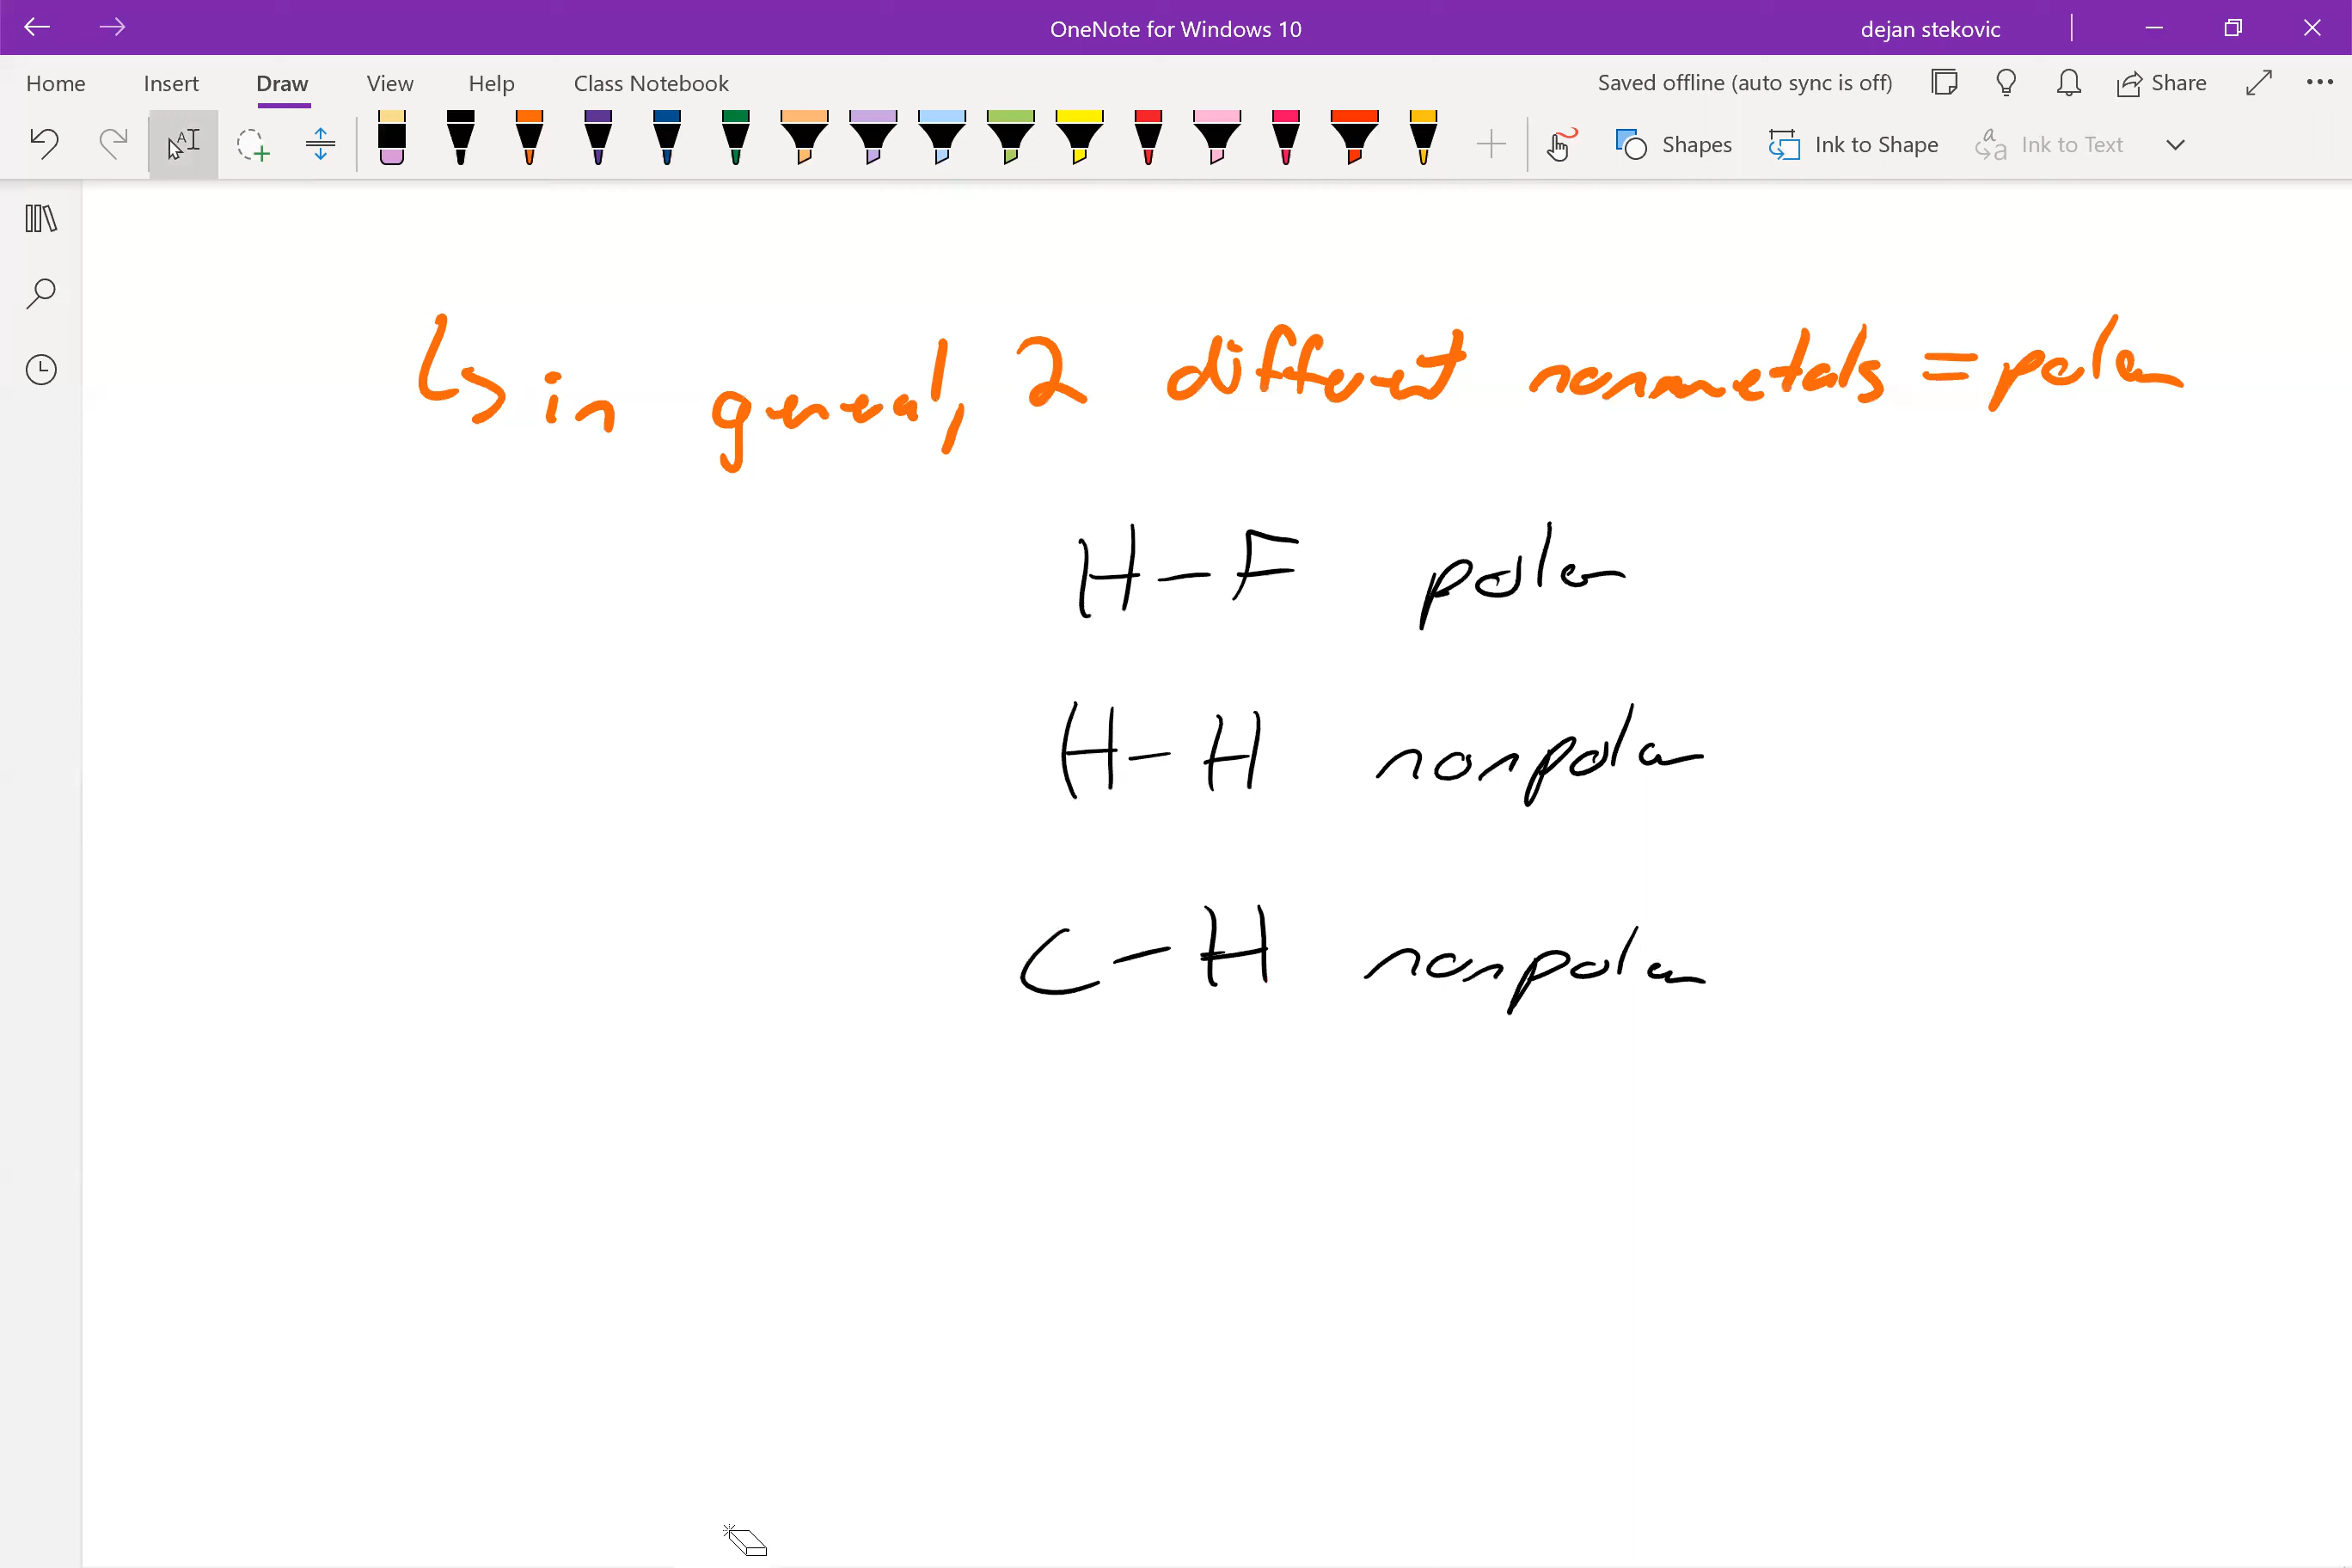 OneNote for Windows 10
dejan stekovic
Home Insert Draw View Help Class Notebook
Saved offline (auto sync is off) Share
Shapes Ink to Shape Ink to Text
in general, 2 different nonmetals = polar
H-F polar
H-H nonpolar
C-H nonpolar